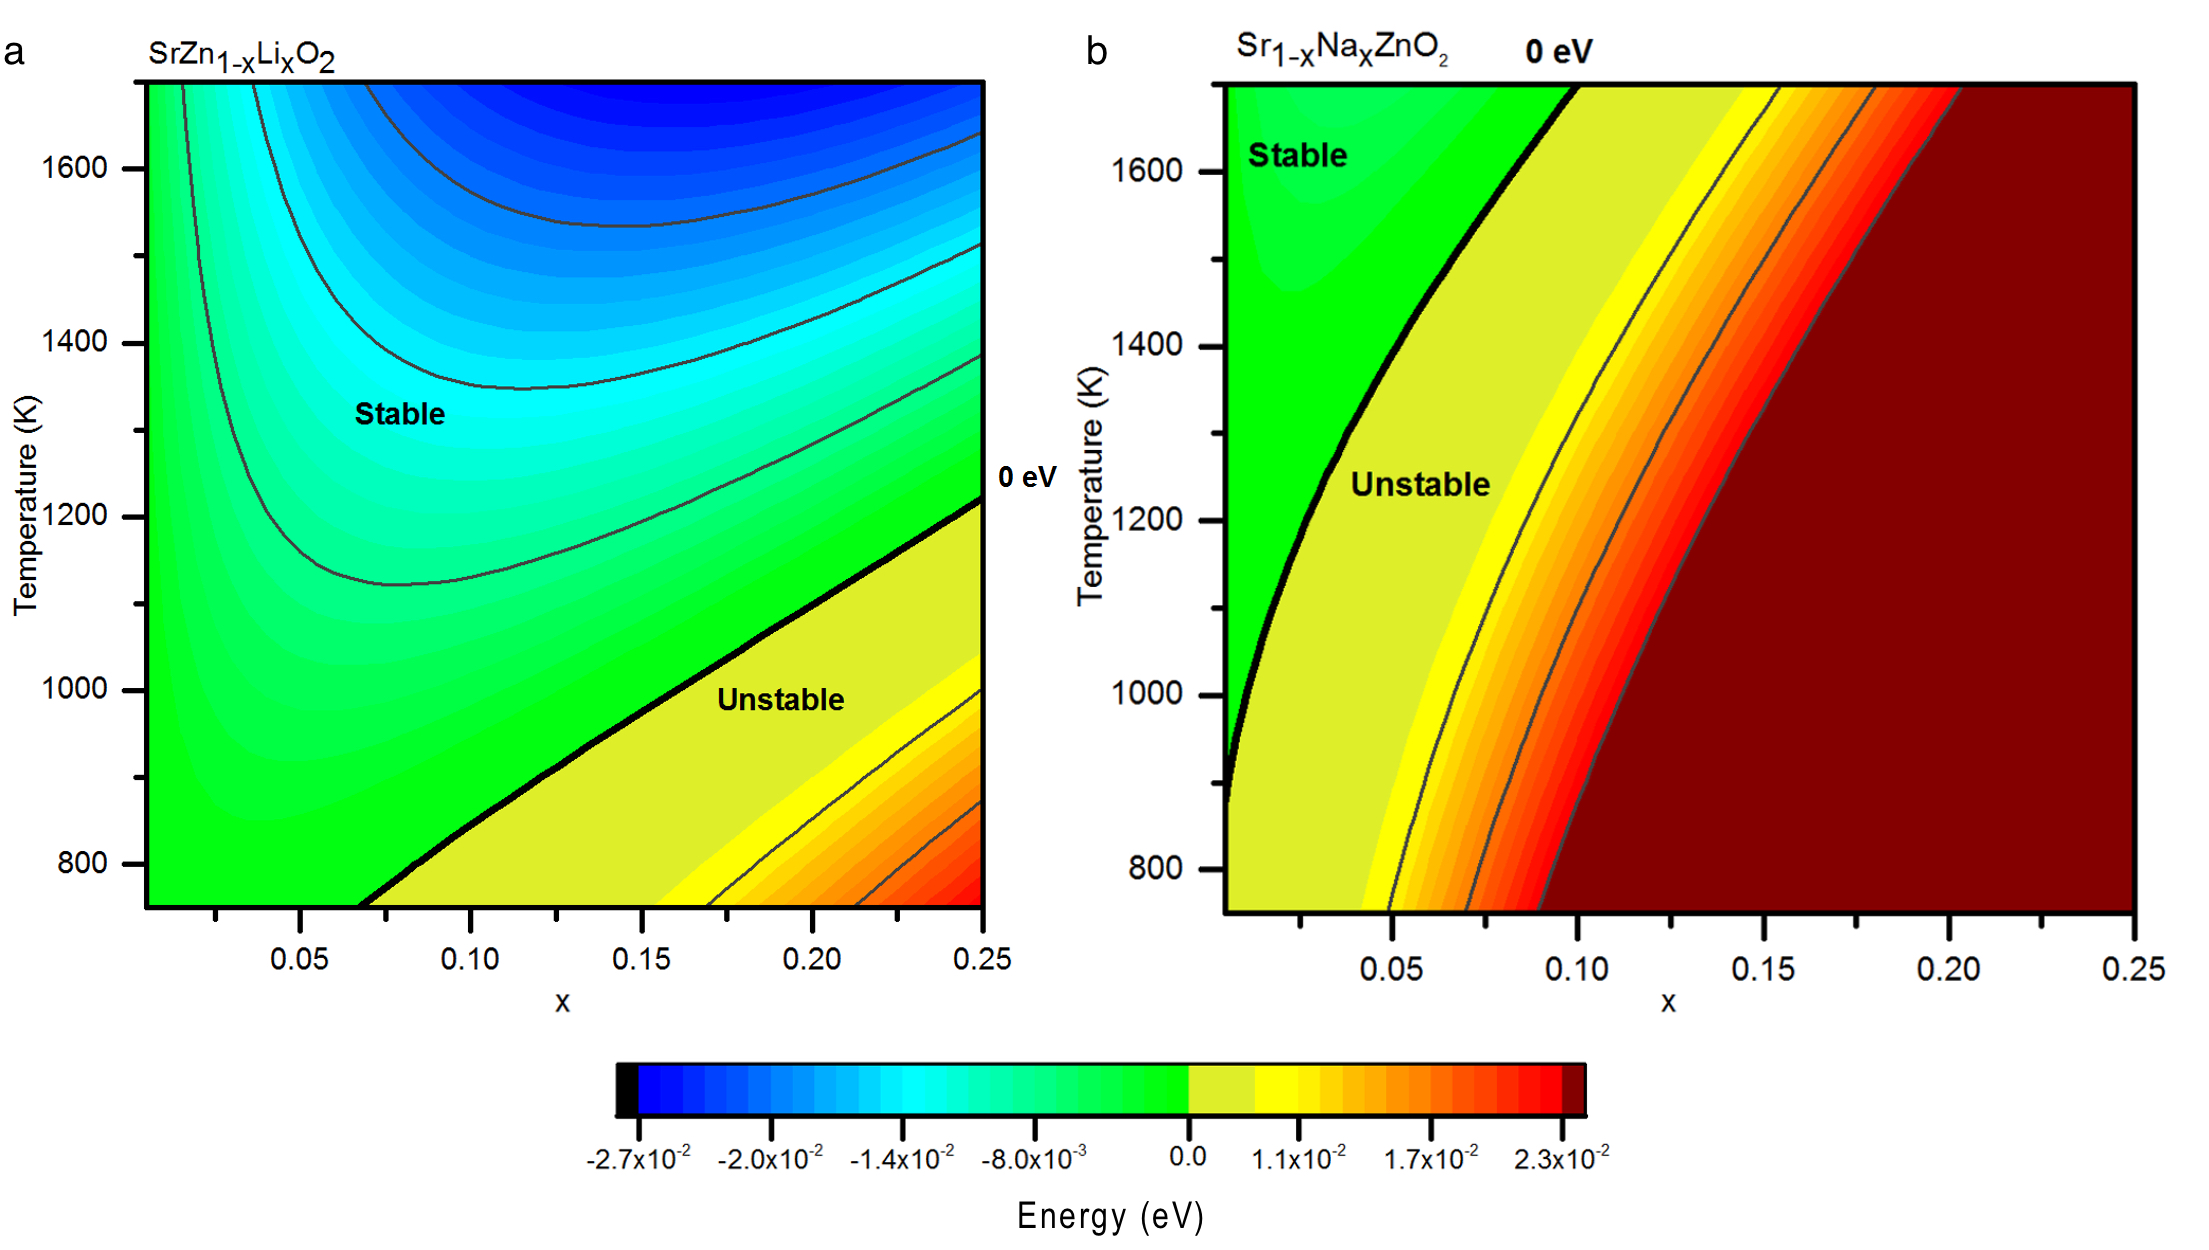 a
SrZn1-xLixO2
1600
1400
1200
1000
800
Temperature (K)
Stable
Unstable
0 eV
0.05 0.10 0.15 0.20 0.25
x
b
Sr1-xNaxZnO2 0 eV
1600
1400
1200
1000
800
Temperature (K)
Stable
Unstable
0.05 0.10 0.15 0.20 0.25
x
-2.7x10-2 -2.0x10-2 -1.4x10-2 -8.0x10-3 0.0 1.1x10-2 1.7x10-2 2.3x10-2
Energy (eV)